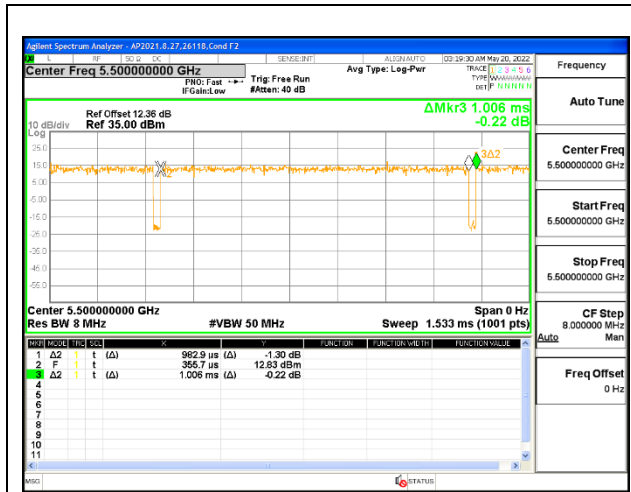 Agilent Spectrum Analyzer - AP2021.8.27,26118,Cond F2
L RF 50 Ω DC SENSE:INT ALIGN AUTO 03:19:30 AM May 20, 2022
Center Freq 5.500000000 GHz Avg Type: Log-Pwr TRACE 1 2 3 4 5 6
PNO: Fast Trig: Free Run TYPE
IFGain:Low #Atten: 40 dB DET P N N N N N
Frequency
Auto Tune
Center Freq
5.500000000 GHz
Start Freq
5.500000000 GHz
Stop Freq
5.500000000 GHz
CF Step
8.000000 MHz
Auto Man
Freq Offset
0 Hz
ΔMkr3 1.006 ms
-0.22 dB
Ref Offset 12.36 dB
10 dB/div Ref 35.00 dBm
Log
25.0
15.0
5.00
-5.00
-15.0
-25.0
-35.0
-45.0
-55.0
2
3Δ2
Center 5.500000000 GHz Span 0 Hz
Res BW 8 MHz #VBW 50 MHz Sweep 1.533 ms (1001 pts)
MKR MODE TRC SCL X Y FUNCTION FUNCTION WIDTH FUNCTION VALUE
1 Δ2 1 t (Δ) 982.9 µs (Δ) -1.30 dB
2 F 1 t 355.7 us 12.63 dBm
3 Δ2 1 t (Δ) 1.006 ms (Δ) -0.22 dB
4
5
6
7
8
9
10
11
MSG STATUS